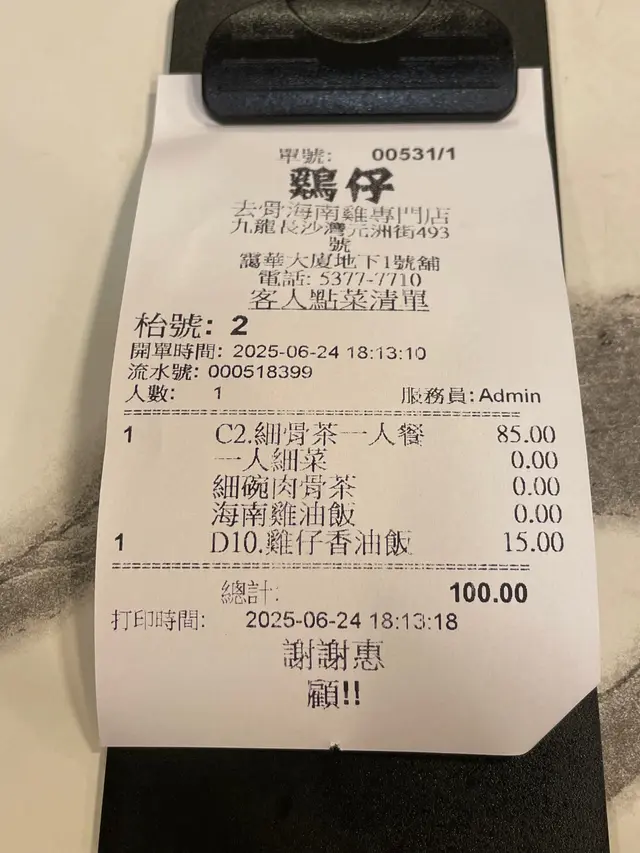 單號: 00531/1
鷄仔
去骨海南雞專門店
九龍長沙灣元洲街493
號
靄華大廈地下1號舖
電話: 5377-7710
客人點菜清單
枱號: 2
開單時間: 2025-06-24 18:13:10
流水號: 000518399
人數: 1 服務員: Admin
1 C2.細骨茶一人餐 85.00
一人細菜 0.00
細碗肉骨茶 0.00
海南雞油飯 0.00
1 D10.雞仔香油飯 15.00
總計: 100.00
打印時間: 2025-06-24 18:13:18
謝謝惠
顧!!